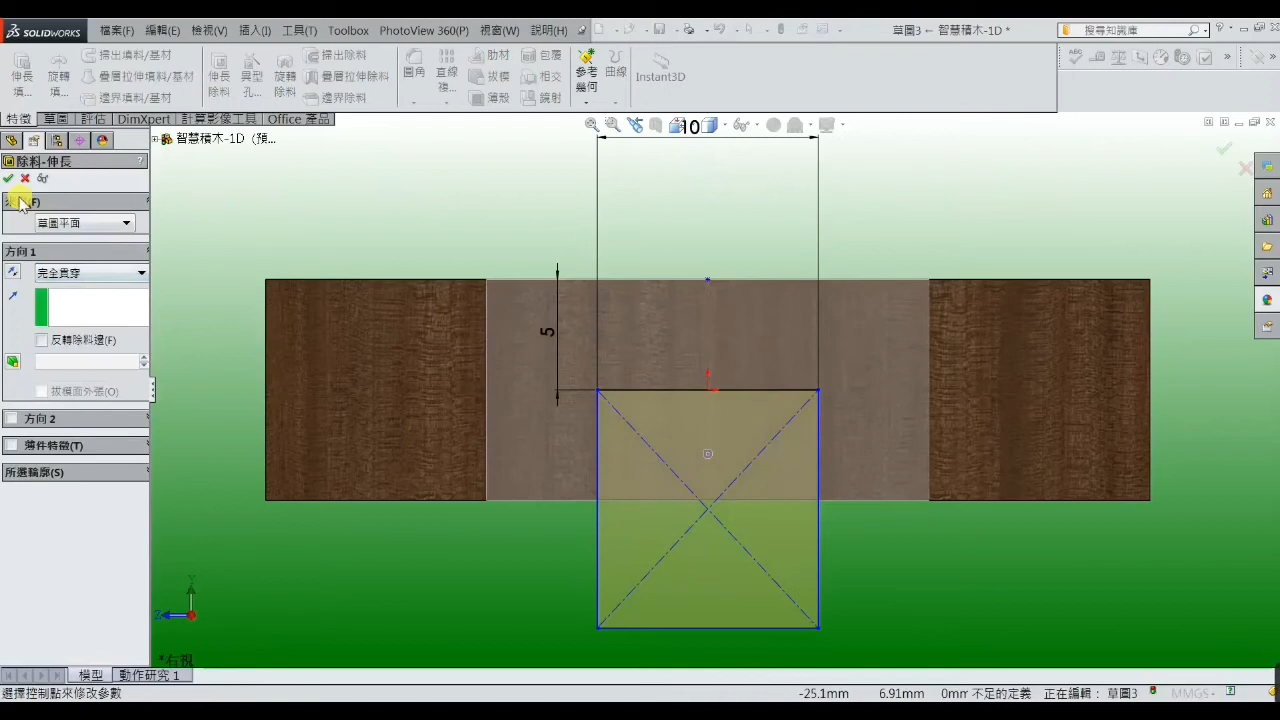 SOLIDWORKS 檔案(F) 編輯(E) 檢視(V) 插入(I) 工具(T) Toolbox PhotoView 360(P) 視窗(W) 說明(H) 草圖3 ← 智慧積木-1D * 搜尋知識庫
伸長填... 旋轉填... 掃出填料/基材 疊層拉伸填料/基材 邊界填料/基材 伸長除料 異型孔... 旋轉除料 掃出除料 疊層拉伸除料 邊界除料 圓角 直線複... 肋材 拔模 薄殼 包覆 相交 鏡射 參考幾何 曲線 Instant3D
特徵 草圖 評估 DimXpert 計算影像工具 Office 產品
智慧積木-1D (預...
10
除料-伸長 ?
(F)
草圖平面
方向 1
完全貫穿
反轉除料邊(F)
拔模面外張(O)
方向 2
薄件特徵(T)
所選輪廓(S)
5
Y
Z
*右視
模型 動作研究 1
選擇控制點來修改參數 -25.1mm 6.91mm 0mm 不足的定義 正在編輯: 草圖3 MMGS